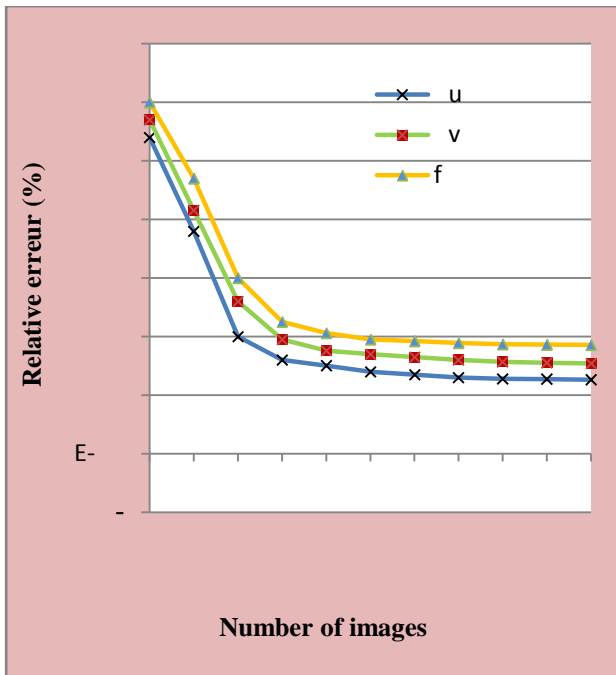 u
v
f
Relative erreur (%)
E-
-
Number of images